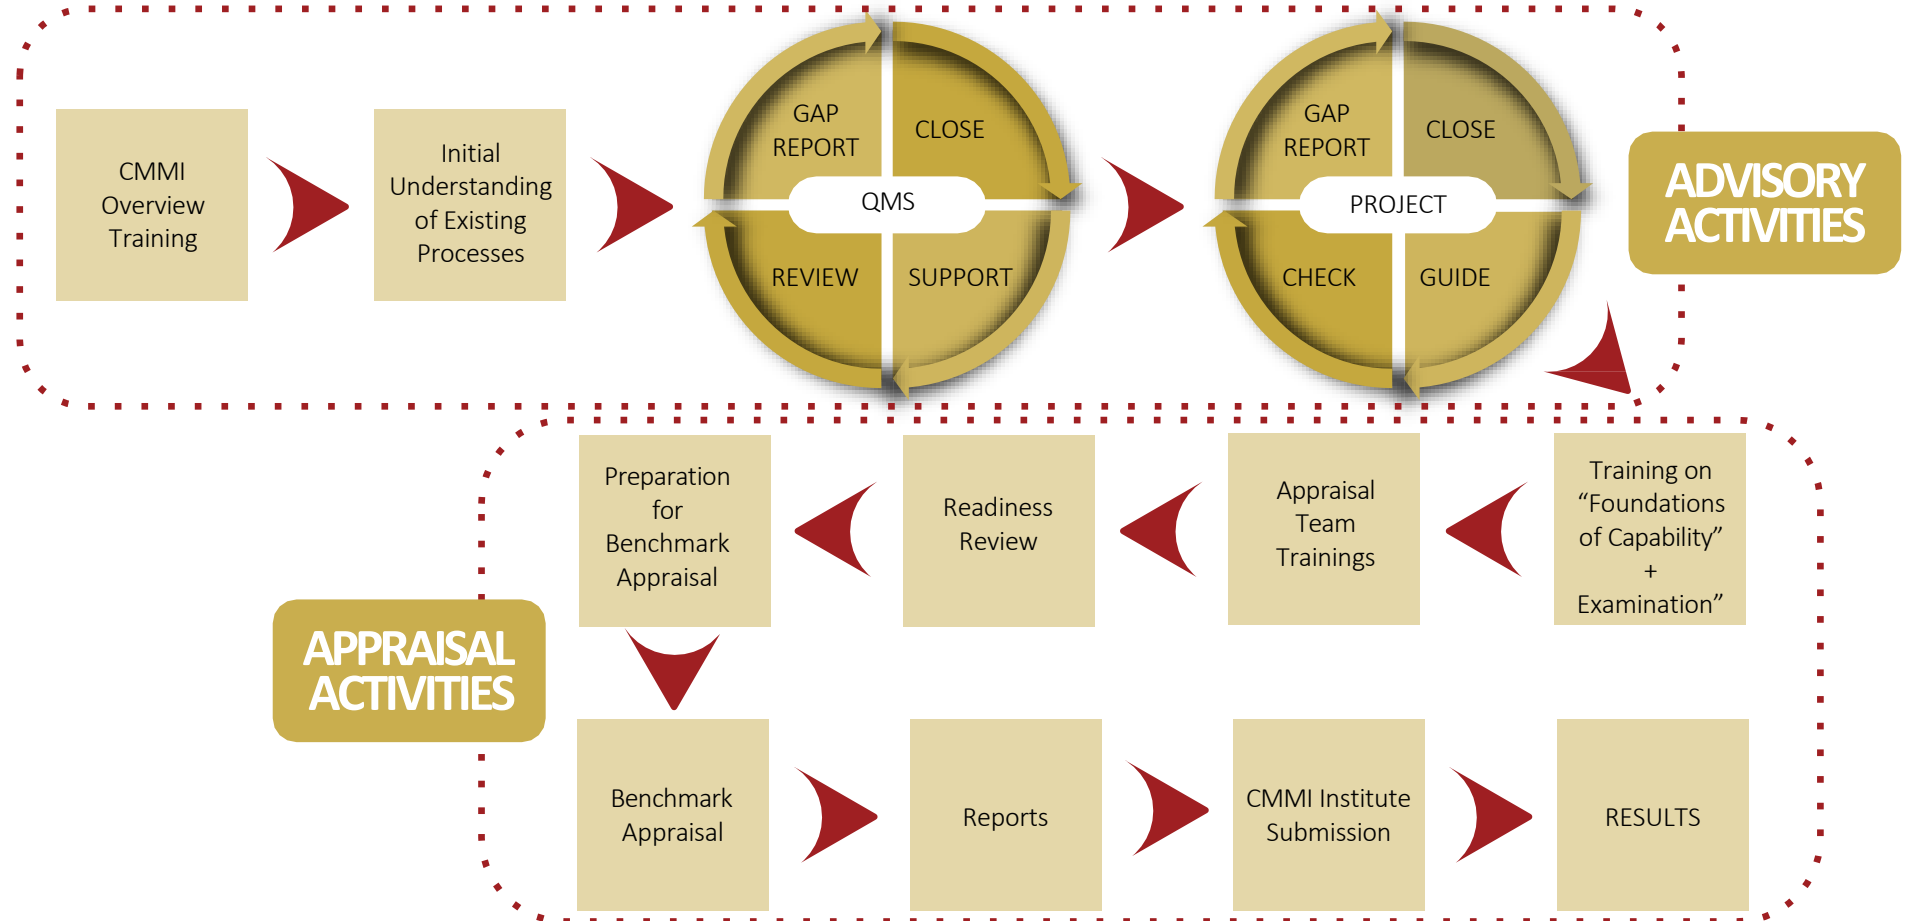 CMMI
Overview
Training
Initial
Understanding
of Existing
Processes
GAP
REPORT
CLOSE
QMS
REVIEW
SUPPORT
GAP
REPORT
CLOSE
PROJECT
CHECK
GUIDE
ADVISORY
ACTIVITIES
Training on
“Foundations
of Capability”
+
Examination”
Appraisal
Team
Trainings
Readiness
Review
Preparation
for
Benchmark
Appraisal
APPRAISAL
ACTIVITIES
Benchmark
Appraisal
Reports
CMMI Institute
Submission
RESULTS